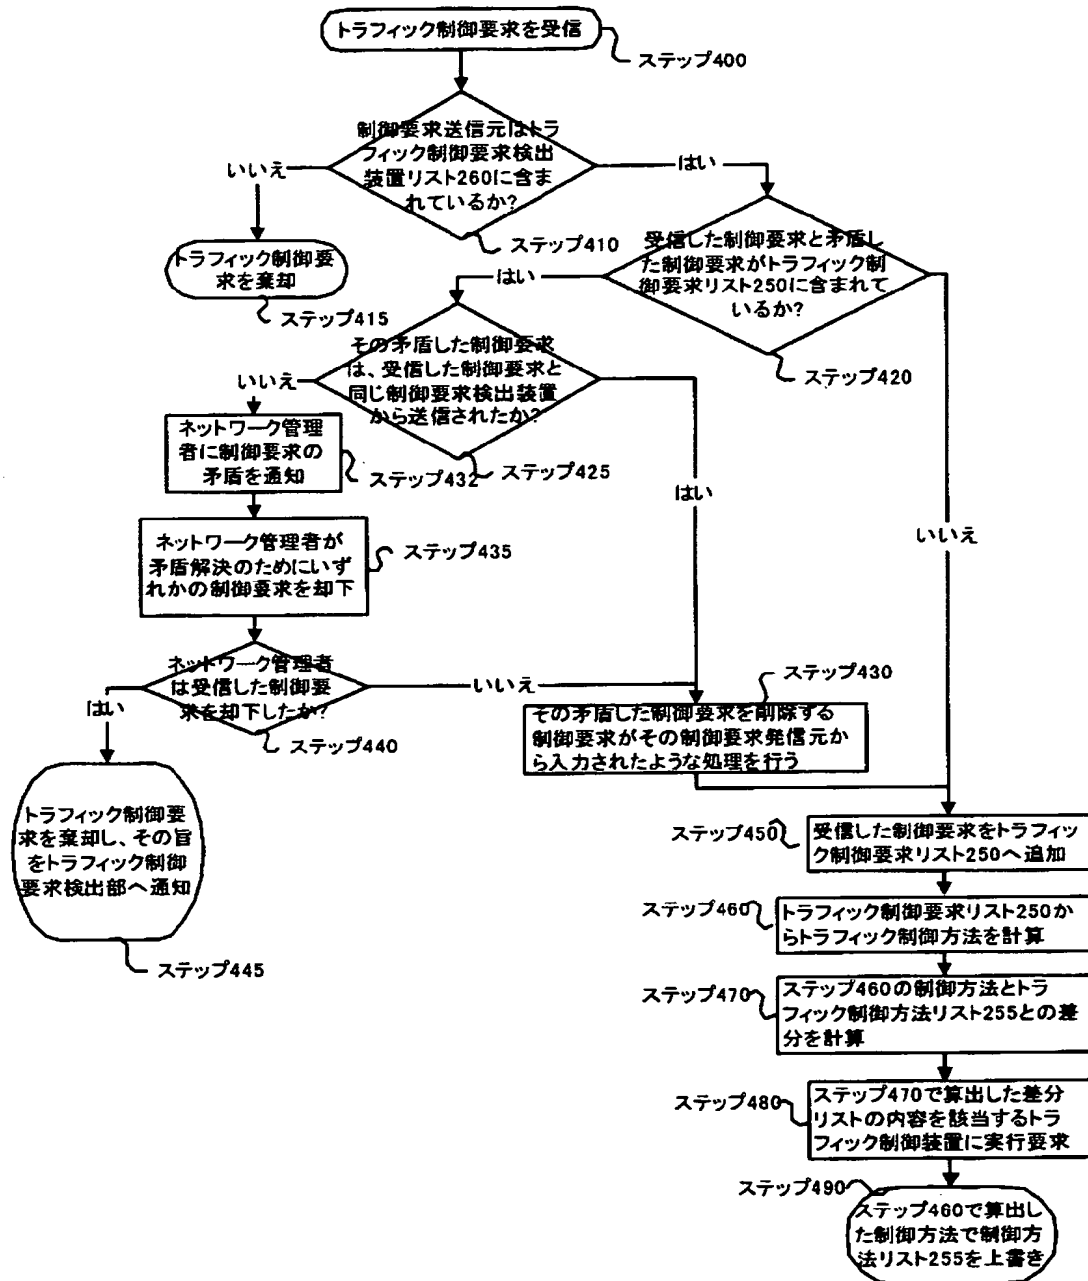 トラフィック制御要求を受信
ステップ400
制御要求送信元はトラ
フィック制御要求検出
装置リスト260に含ま
れているか?
いいえ
はい
ステップ410
トラフィック制御要
求を棄却
ステップ415
受信した制御要求と矛盾し
た制御要求がトラフィック制
御要求リスト250に含まれて
いるか?
はい
ステップ420
その矛盾した制御要求
は、受信した制御要求と
同じ制御要求検出装置
から送信されたか?
いいえ
ステップ425
はい
いいえ
ネットワーク管理
者に制御要求の
矛盾を通知
ステップ432
ネットワーク管理者が
矛盾解決のためにいず
れかの制御要求を却下
ステップ435
ネットワーク管理者
は受信した制御要
求を却下したか?
はい
いいえ
ステップ440
ステップ430
その矛盾した制御要求を削除する
制御要求がその制御要求発信元か
ら入力されたような処理を行う
トラフィック制御要
求を棄却し、その旨
をトラフィック制御
要求検出部へ通知
ステップ445
ステップ450
受信した制御要求をトラフィッ
ク制御要求リスト250へ追加
ステップ460
トラフィック制御要求リスト250か
らトラフィック制御方法を計算
ステップ470
ステップ460の制御方法とトラ
フィック制御方法リスト255との差
分を計算
ステップ480
ステップ470で算出した差分
リストの内容を該当するトラ
フィック制御装置に実行要求
ステップ490
ステップ460で算出し
た制御方法で制御方
法リスト255を上書き